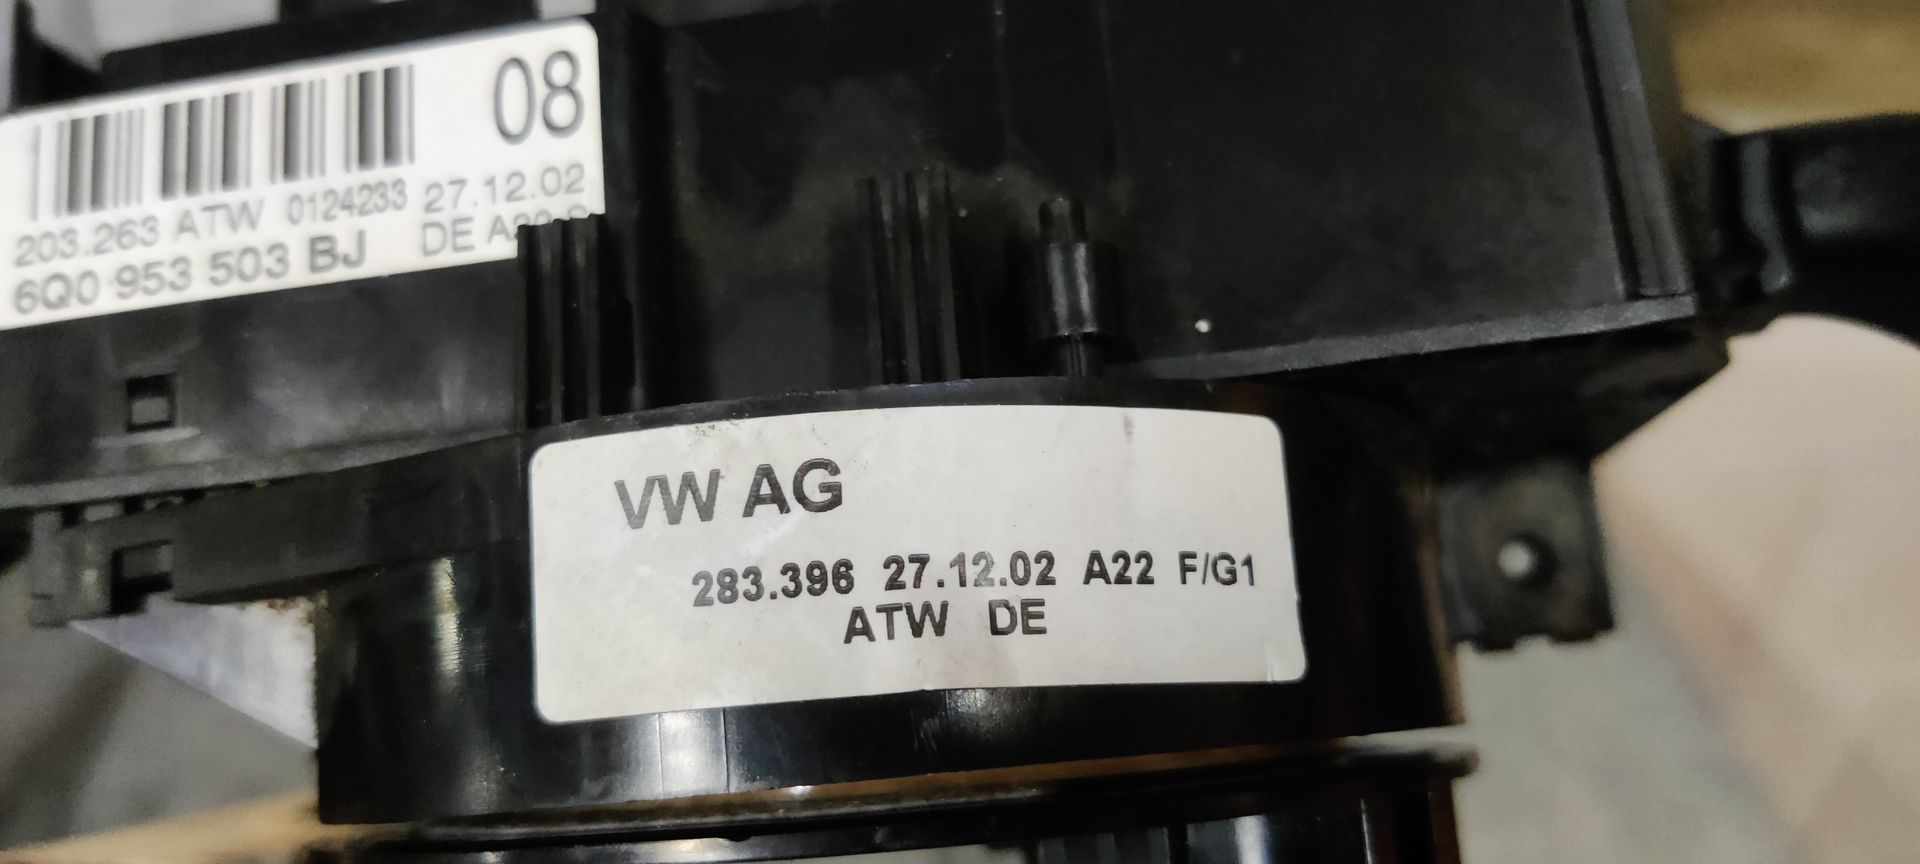 08
203.263 ATW 0124233 27.12.02
6Q0 953 503 BJ DE
VW AG
283.396 27.12.02 A22 F/G1
ATW DE